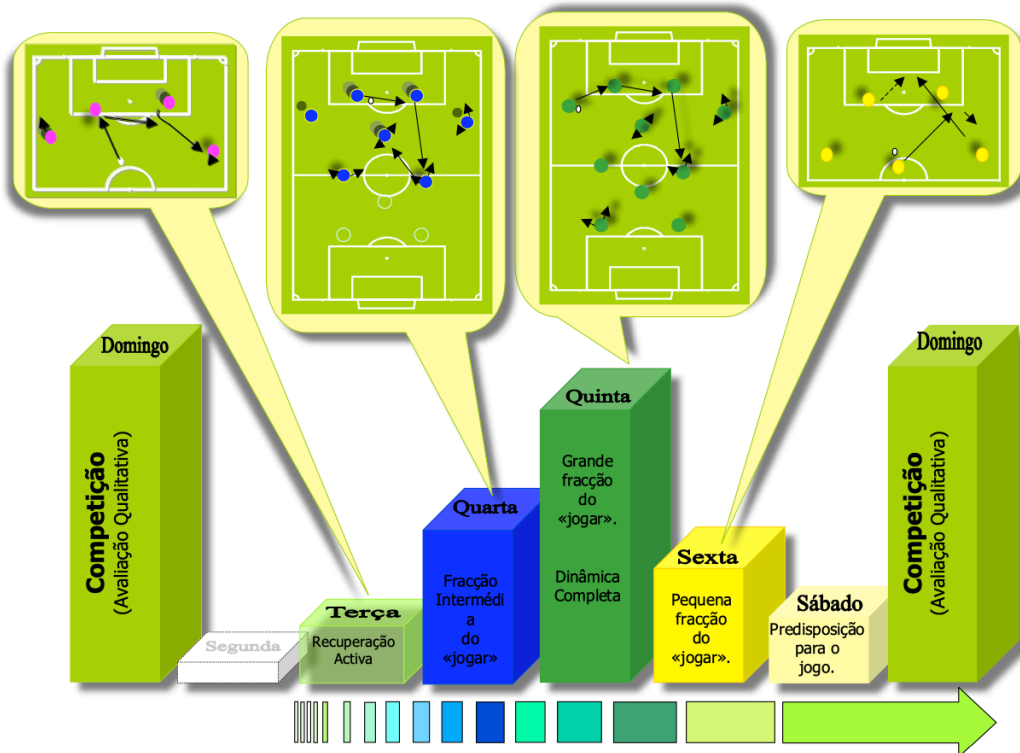 Domingo
Competição
(Avaliação Qualitativa)
Segunda
Terça
Recuperação
Activa
Quarta
Fracção
Intermédi
a
do
«jogar»
Quinta
Grande
fracção
do
«jogar».
Dinâmica
Completa
Sexta
Pequena
fracção
do
«jogar».
Sábado
Predisposição
para o
jogo.
Domingo
Competição
(Avaliação Qualitativa)